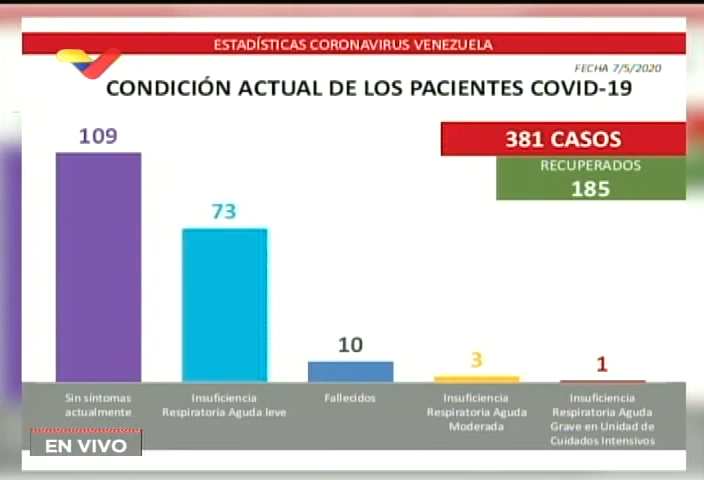 ESTADÍSTICAS CORONAVIRUS VENEZUELA
FECHA 7/5/2020
CONDICIÓN ACTUAL DE LOS PACIENTES COVID-19
381 CASOS
RECUPERADOS
185
109
73
10
3
1
Sin síntomas
actualmente
Insuficiencia
Respiratoria Aguda leve
Fallecidos
Insuficiencia
Respiratoria Aguda
Moderada
Insuficiencia
Respiratoria Aguda
Grave en Unidad de
Cuidados Intensivos
EN VIVO